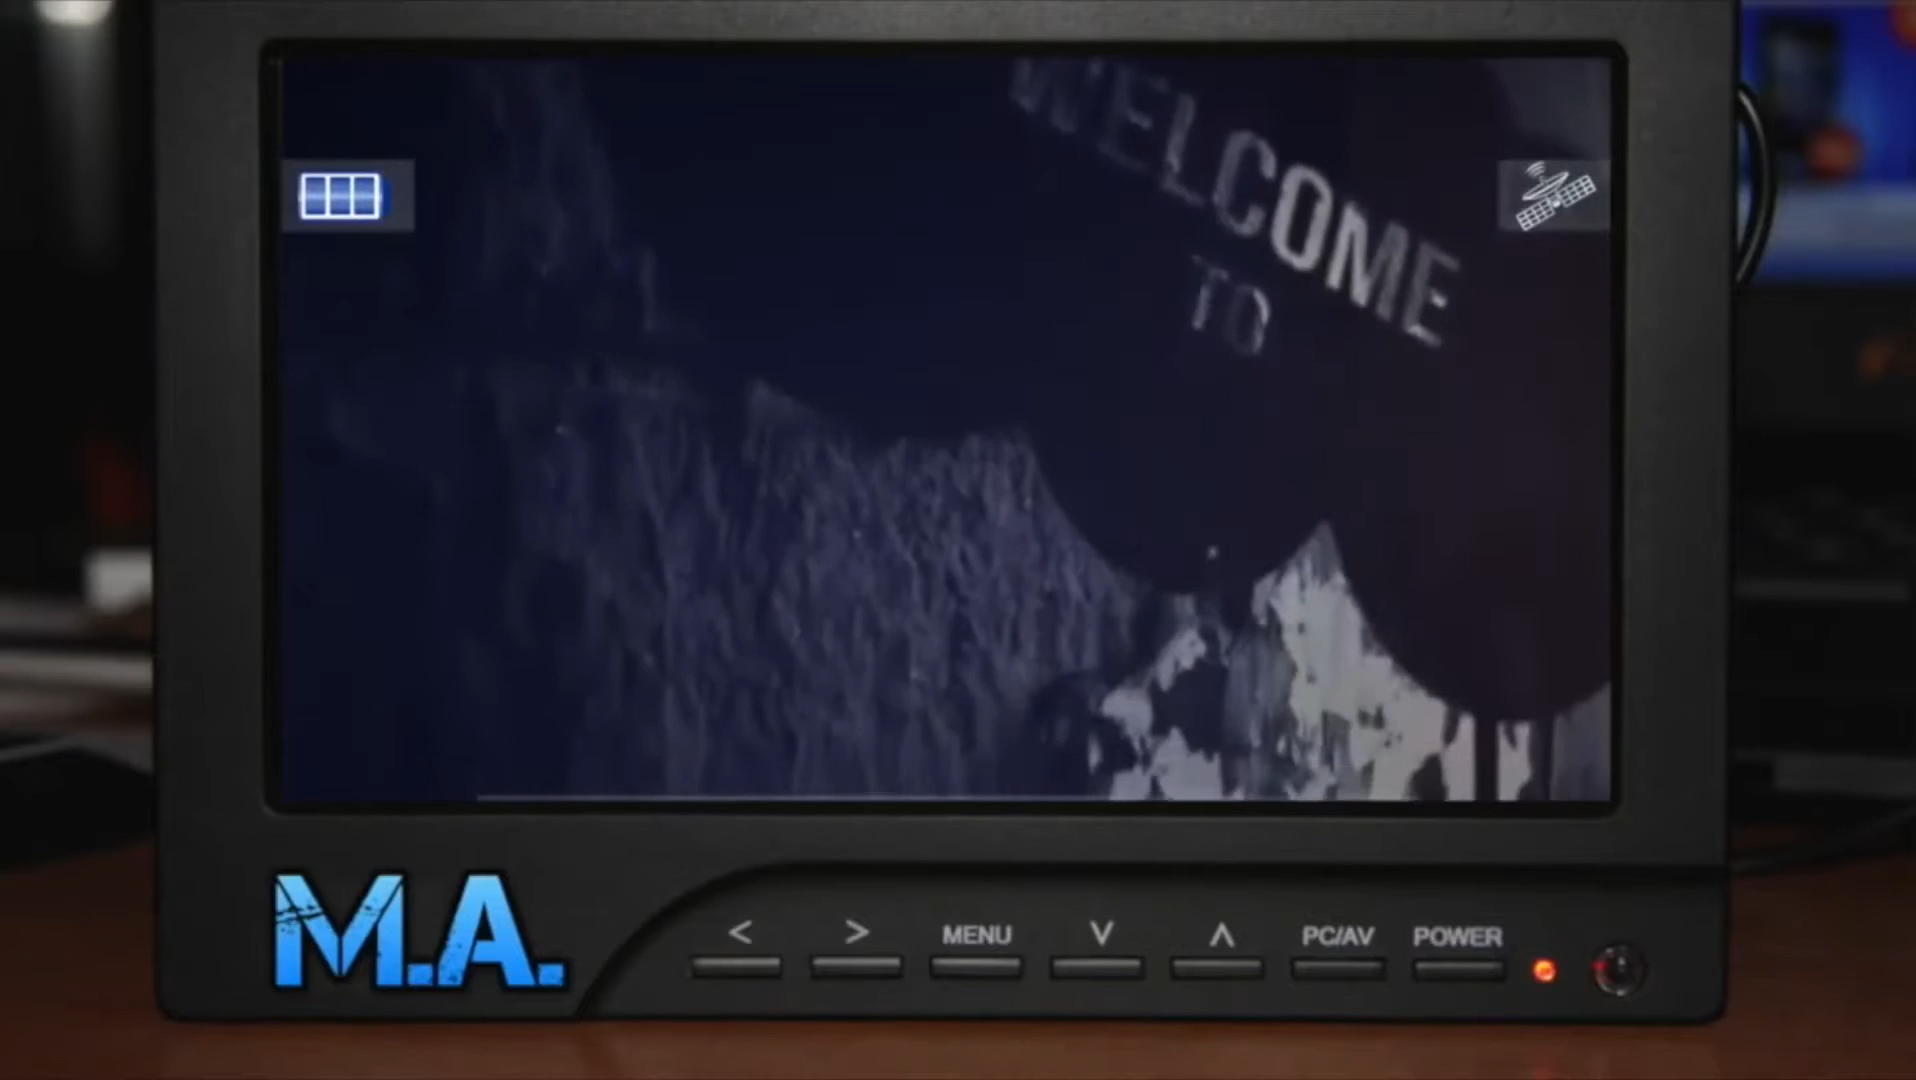 WELCOME
TO
M.A.
< > MENU V Λ PC/AV POWER